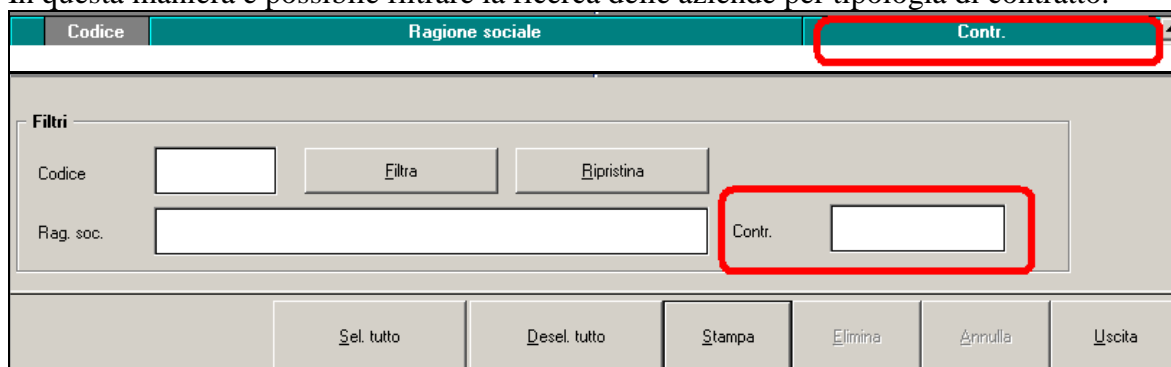 In questa maniera è possibile filtrare la ricerca delle aziende per tipologia di contratto.
Codice Ragione sociale Contr.
Filtri
Codice Filtra Ripristina
Rag. soc. Contr.
Sel. tutto Desel. tutto Stampa Elimina Annulla Uscita